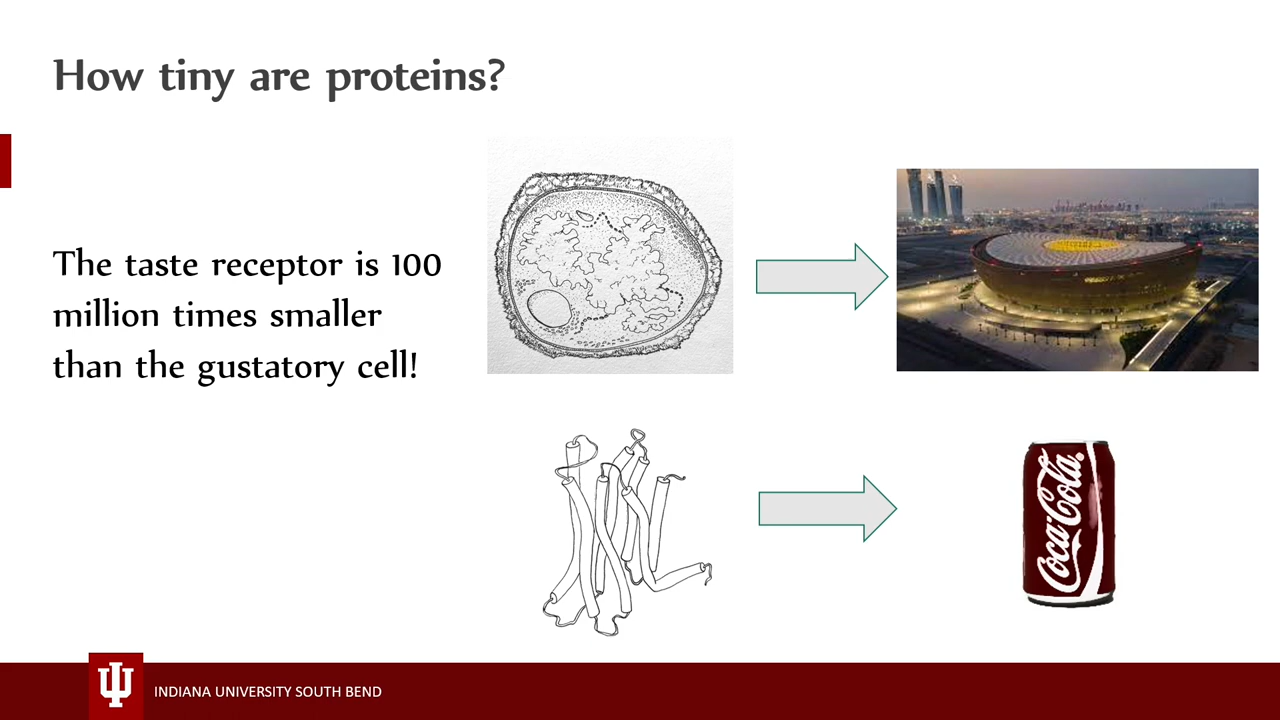 How tiny are proteins?
The taste receptor is 100
million times smaller
than the gustatory cell!
Coca-Cola
INDIANA UNIVERSITY SOUTH BEND